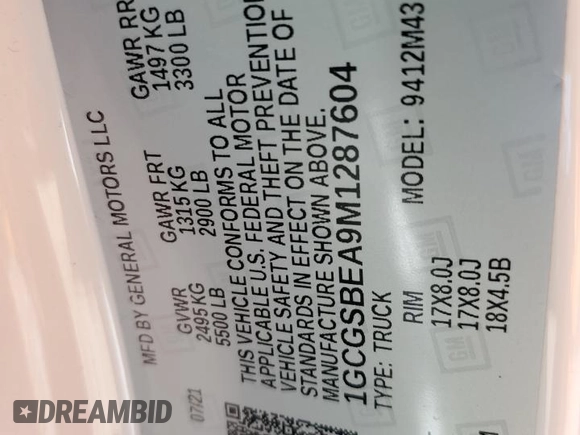 MFD BY GENERAL MOTORS LLC
07/21
GVWR
2495 KG
5500 LB
GAWR FRT
1315 KG
2900 LB
GAWR RR
1497 KG
3300 LB
THIS VEHICLE CONFORMS TO ALL
APPLICABLE U.S. FEDERAL MOTOR
VEHICLE SAFETY AND THEFT PREVENTION
STANDARDS IN EFFECT ON THE DATE OF
MANUFACTURE SHOWN ABOVE.
1GCGSBEA9M1287604
TYPE: TRUCK
MODEL: 9412M43
RIM
17X8.0J
17X8.0J
18X4.5B
GM
DREAMBID